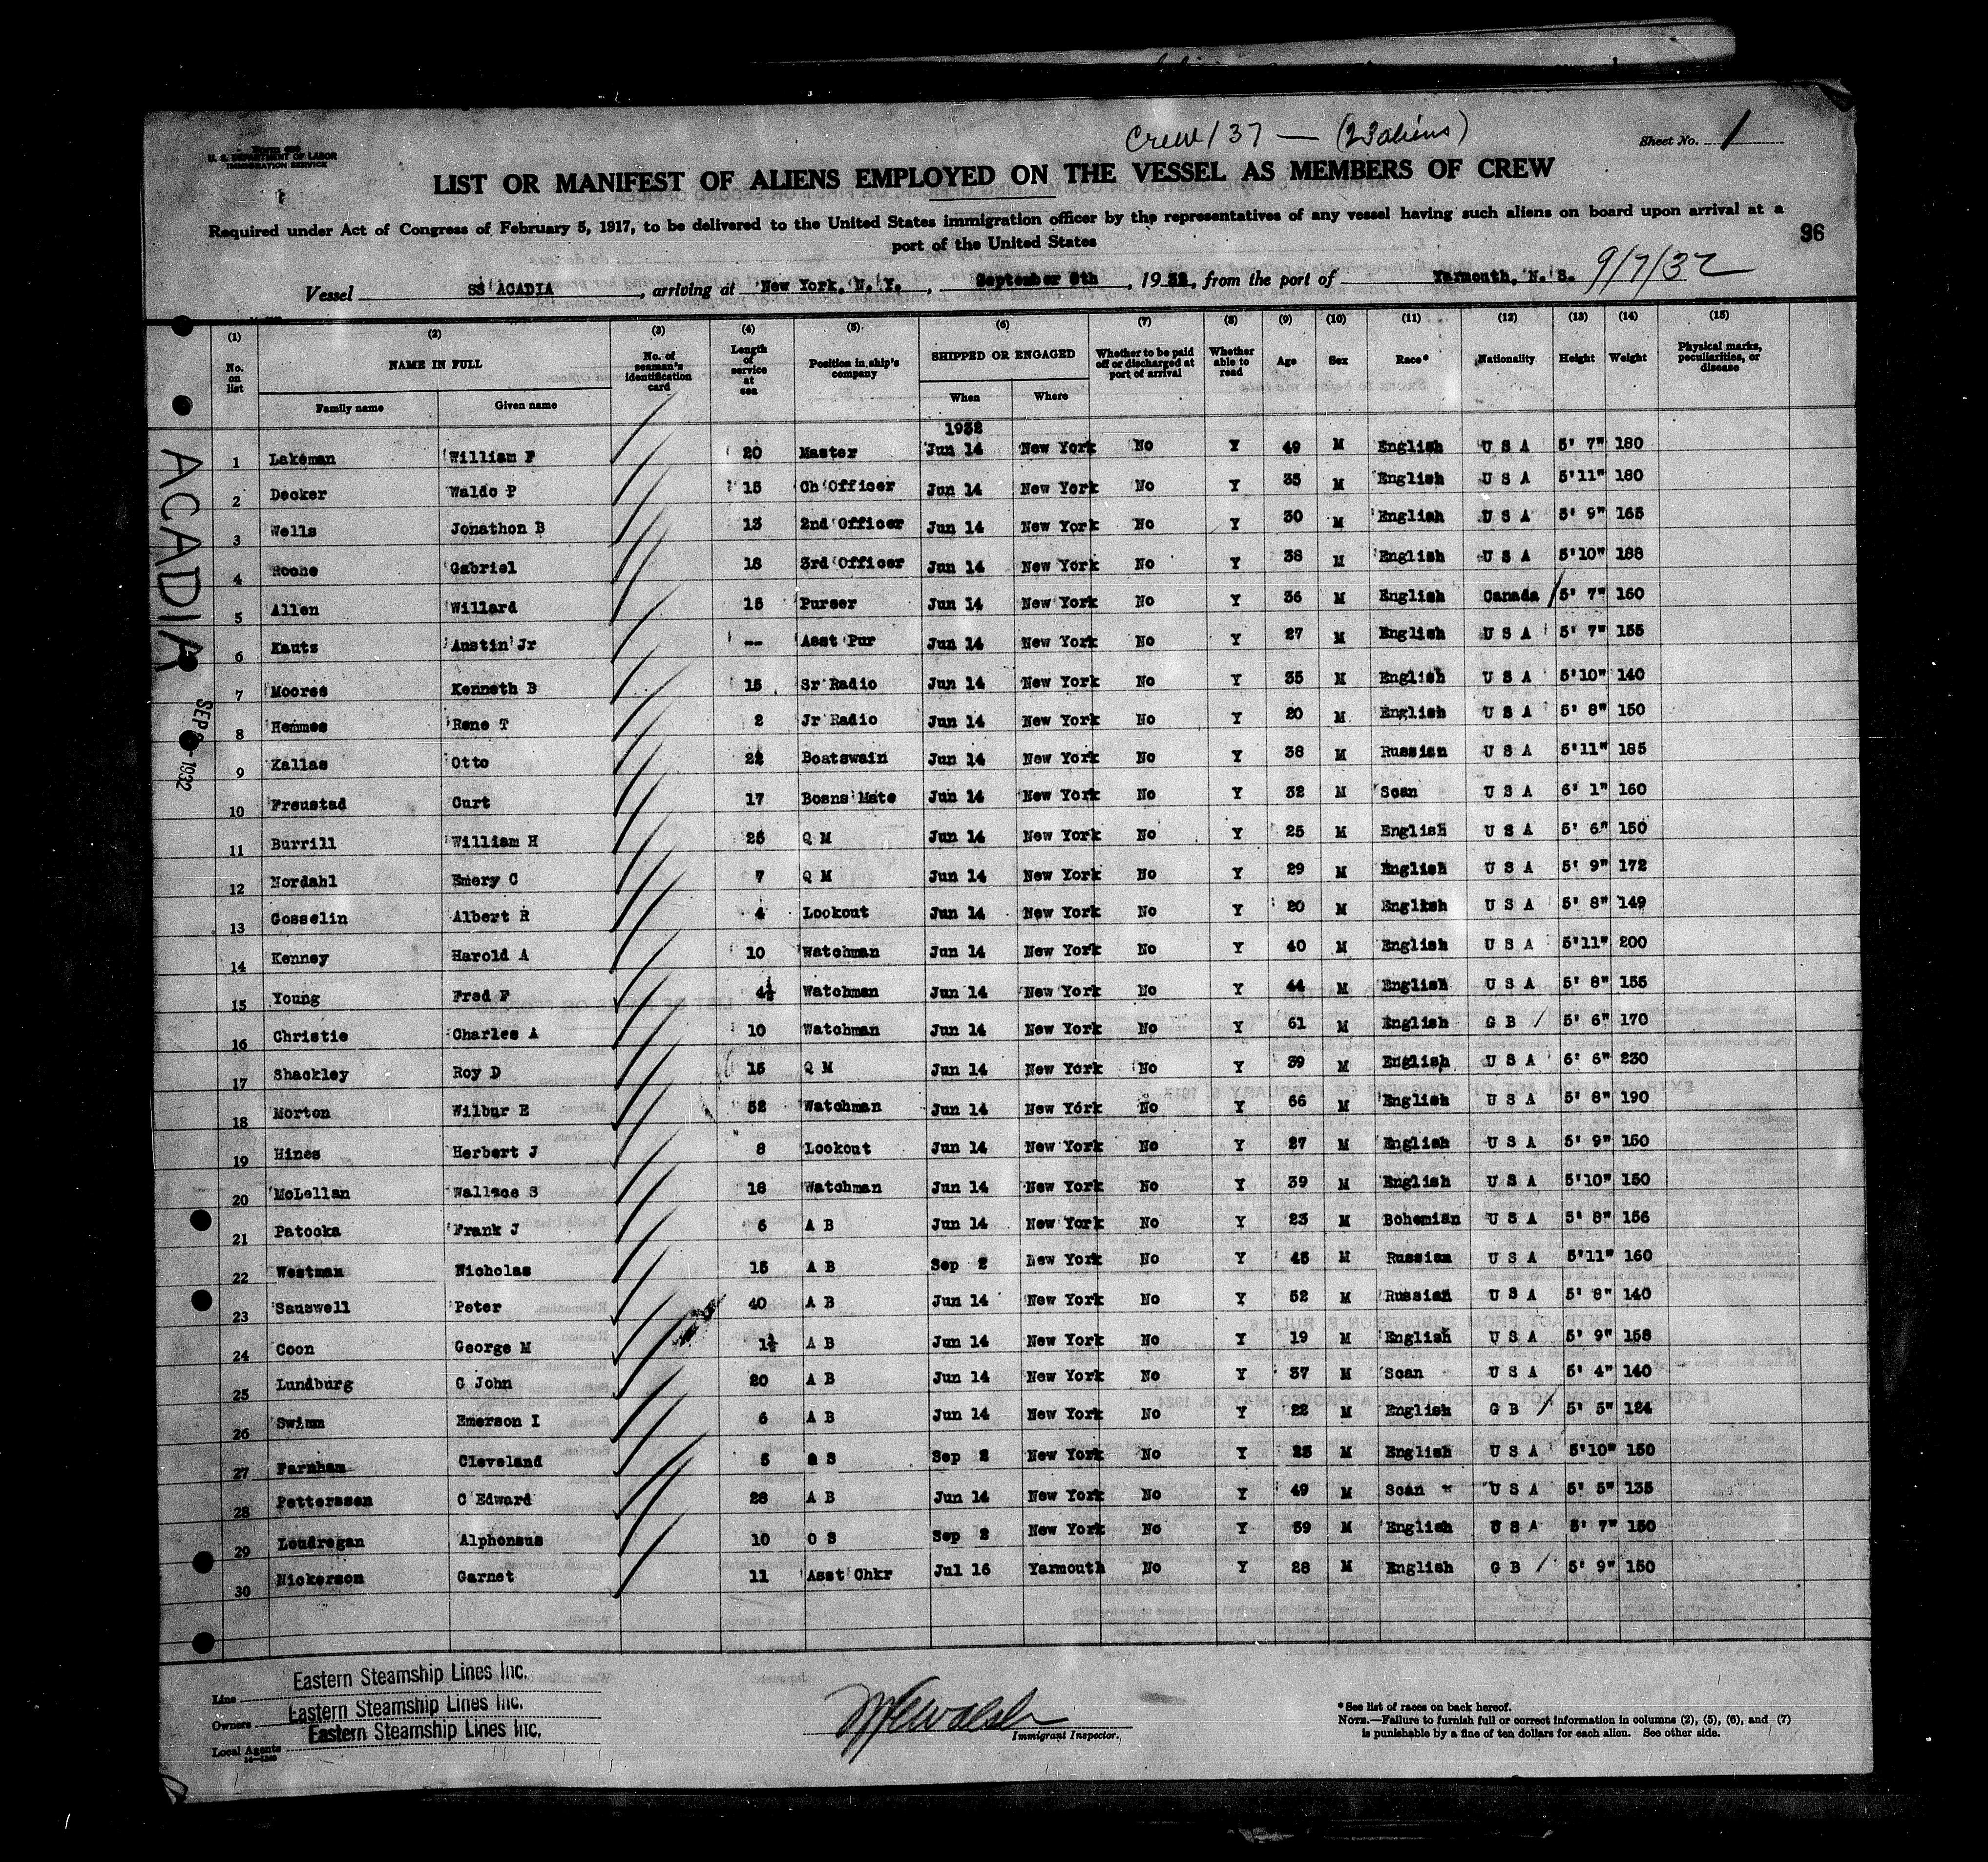 Crew 137 — (23 aliens)
Sheet No. 1
Form 689
U. S. DEPARTMENT OF LABOR
IMMIGRATION SERVICE
LIST OR MANIFEST OF ALIENS EMPLOYED ON THE VESSEL AS MEMBERS OF CREW
Required under Act of Congress of February 5, 1917, to be delivered to the United States immigration officer by the representatives of any vessel having such aliens on board upon arrival at a
port of the United States
96
Vessel SS ACADIA, arriving at New York, N. Y., September 8th, 1932, from the port of Yarmouth, N. S. 9/7/32
(1) (2) (3) (4) (5) (6) (7) (8) (9) (10) (11) (12) (13) (14) (15)
No. on list NAME IN FULL No. of seaman's identification card Length of service at sea Position in ship's company SHIPPED OR ENGAGED Whether to be paid off or discharged at port of arrival Whether able to read Age Sex Race* Nationality Height Weight Physical marks, peculiarities, or disease
Family name Given name When Where
1932
1 Lakeman William F 20 Master Jun 14 New York No Y 49 M English U S A 5' 7" 180
2 Decker Waldo P 15 Ch Officer Jun 14 New York No Y 35 M English U S A 5'11" 180
3 Wells Jonathon B 13 2nd Officer Jun 14 New York No Y 30 M English U S A 5' 9" 165
4 Roche Gabriel 18 3rd Officer Jun 14 New York No Y 38 M English U S A 5'10" 188
5 Allen Willard 15 Purser Jun 14 New York No Y 36 M English Canada / 5' 7" 160
6 Kautz Austin Jr -- Asst Pur Jun 14 New York No Y 27 M English U S A 5' 7" 155
7 Moores Kenneth B 15 Sr Radio Jun 14 New York No Y 35 M English U S A 5'10" 140
8 Hemmes Rene T 2 Jr Radio Jun 14 New York No Y 20 M English U S A 5' 8" 150
9 Kallas Otto 22 Boatswain Jun 14 New York No Y 38 M Russian U S A 5'11" 185
10 Freustad Curt 17 Bosns Mate Jun 14 New York No Y 32 M Scan U S A 6' 1" 160
11 Burrill William H 25 Q M Jun 14 New York No Y 25 M English U S A 5' 6" 150
12 Nordahl Emery C 7 Q M Jun 14 New York No Y 29 M English U S A 5' 9" 172
13 Gosselin Albert R 4 Lookout Jun 14 New York No Y 20 M English U S A 5' 8" 149
14 Kenney Harold A 10 Watchman Jun 14 New York No Y 40 M English U S A 5'11" 200
15 Young Fred F 4½ Watchman Jun 14 New York No Y 44 M English U S A 5' 8" 155
16 Christie Charles A 10 Watchman Jun 14 New York No Y 61 M English G B / 5' 6" 170
17 Shackley Roy D 15 Q M Jun 14 New York No Y 39 M English U S A 6' 6" 230
18 Morton Wilbur E 52 Watchman Jun 14 New York No Y 66 M English U S A 5' 8" 190
19 Hines Herbert J 8 Lookout Jun 14 New York No Y 27 M English U S A 5' 9" 150
20 McLellan Wallace S 18 Watchman Jun 14 New York No Y 39 M English U S A 5'10" 150
21 Patocka Frank J 6 A B Jun 14 New York No Y 23 M Bohemian U S A 5' 8" 156
22 Westman Nicholas 15 A B Sep 2 New York No Y 45 M Russian U S A 5'11" 160
23 Sauswell Peter 40 A B Jun 14 New York No Y 52 M Russian U S A 5' 8" 140
24 Coon George M 1½ A B Jun 14 New York No Y 19 M English U S A 5' 9" 158
25 Lundburg G John 20 A B Jun 14 New York No Y 37 M Scan U S A 5' 4" 140
26 Swimm Emerson I 6 A B Jun 14 New York No Y 22 M English G B / 5' 5" 124
27 Farnham Cleveland 5 O S Sep 2 New York No Y 25 M English U S A 5'10" 150
28 Petterssen C Edward 28 A B Jun 14 New York No Y 49 M Scan U S A 5' 5" 135
29 Loudregan Alphonsus 10 O S Sep 2 New York No Y 39 M English U S A 5' 7" 150
30 Nickerson Garnet 11 Asst Chkr Jul 16 Yarmouth No Y 28 M English G B / 5' 9" 150
ACADIA
SEP 8 - 1932
Line Eastern Steamship Lines Inc.
Owners Eastern Steamship Lines Inc.
Local Agents Eastern Steamship Lines Inc.
Immigrant Inspector.
*See list of races on back hereof.
NOTE.—Failure to furnish full or correct information in columns (2), (5), (6), and (7)
is punishable by a fine of ten dollars for each alien. See other side.